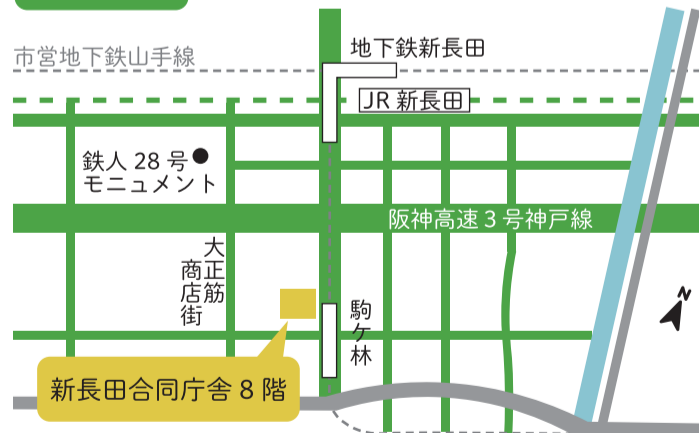 市営地下鉄山手線
地下鉄新長田
JR 新長田
鉄人 28 号
モニュメント
阪神高速 3 号神戸線
大正筋
商店街
駒ケ林
新長田合同庁舎 8 階
N